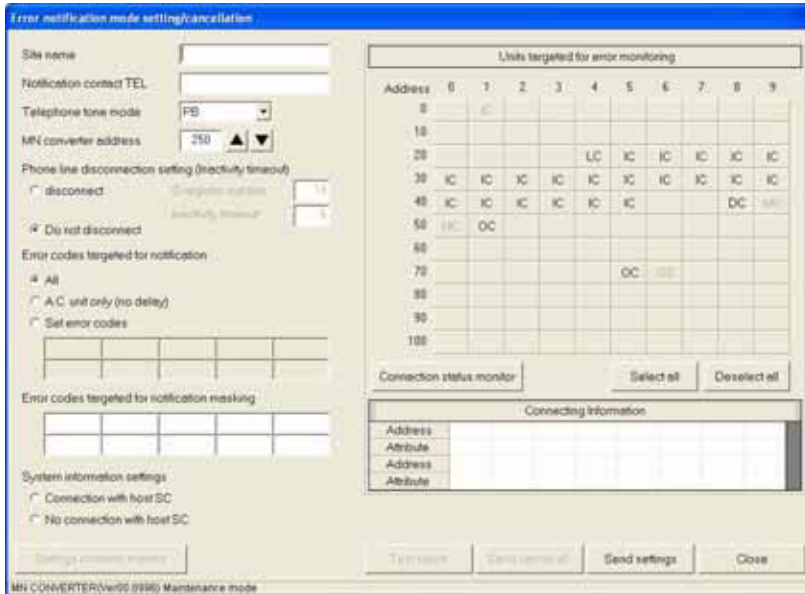 Error notification mode setting/cancellation
Site name
Notification contact TEL
Telephone tone mode PB
MN converter address 250 ▲ ▼
Phone line disconnection setting (Inactivity timeout)
disconnect
Inactivity timeout
Do not disconnect
Error codes targeted for notification
All
A.C. unit only (no delay)
Set error codes
Error codes targeted for notification masking
System information settings
Connection with host SC
No connection with host SC
Units targeted for error monitoring
Address 0 1 2 3 4 5 6 7 8 9
0 IC
10
20 LC IC IC IC IC IC
30 IC IC IC IC IC IC IC IC IC IC
40 IC IC IC IC IC IC DC
50 OC
60
70 OC
80
90
100
Connection status monitor Select all Deselect all
Connecting Information
Address
Attribute
Address
Attribute
Send settings Close
MN CONVERTER(Ver00.0998) Maintenance mode